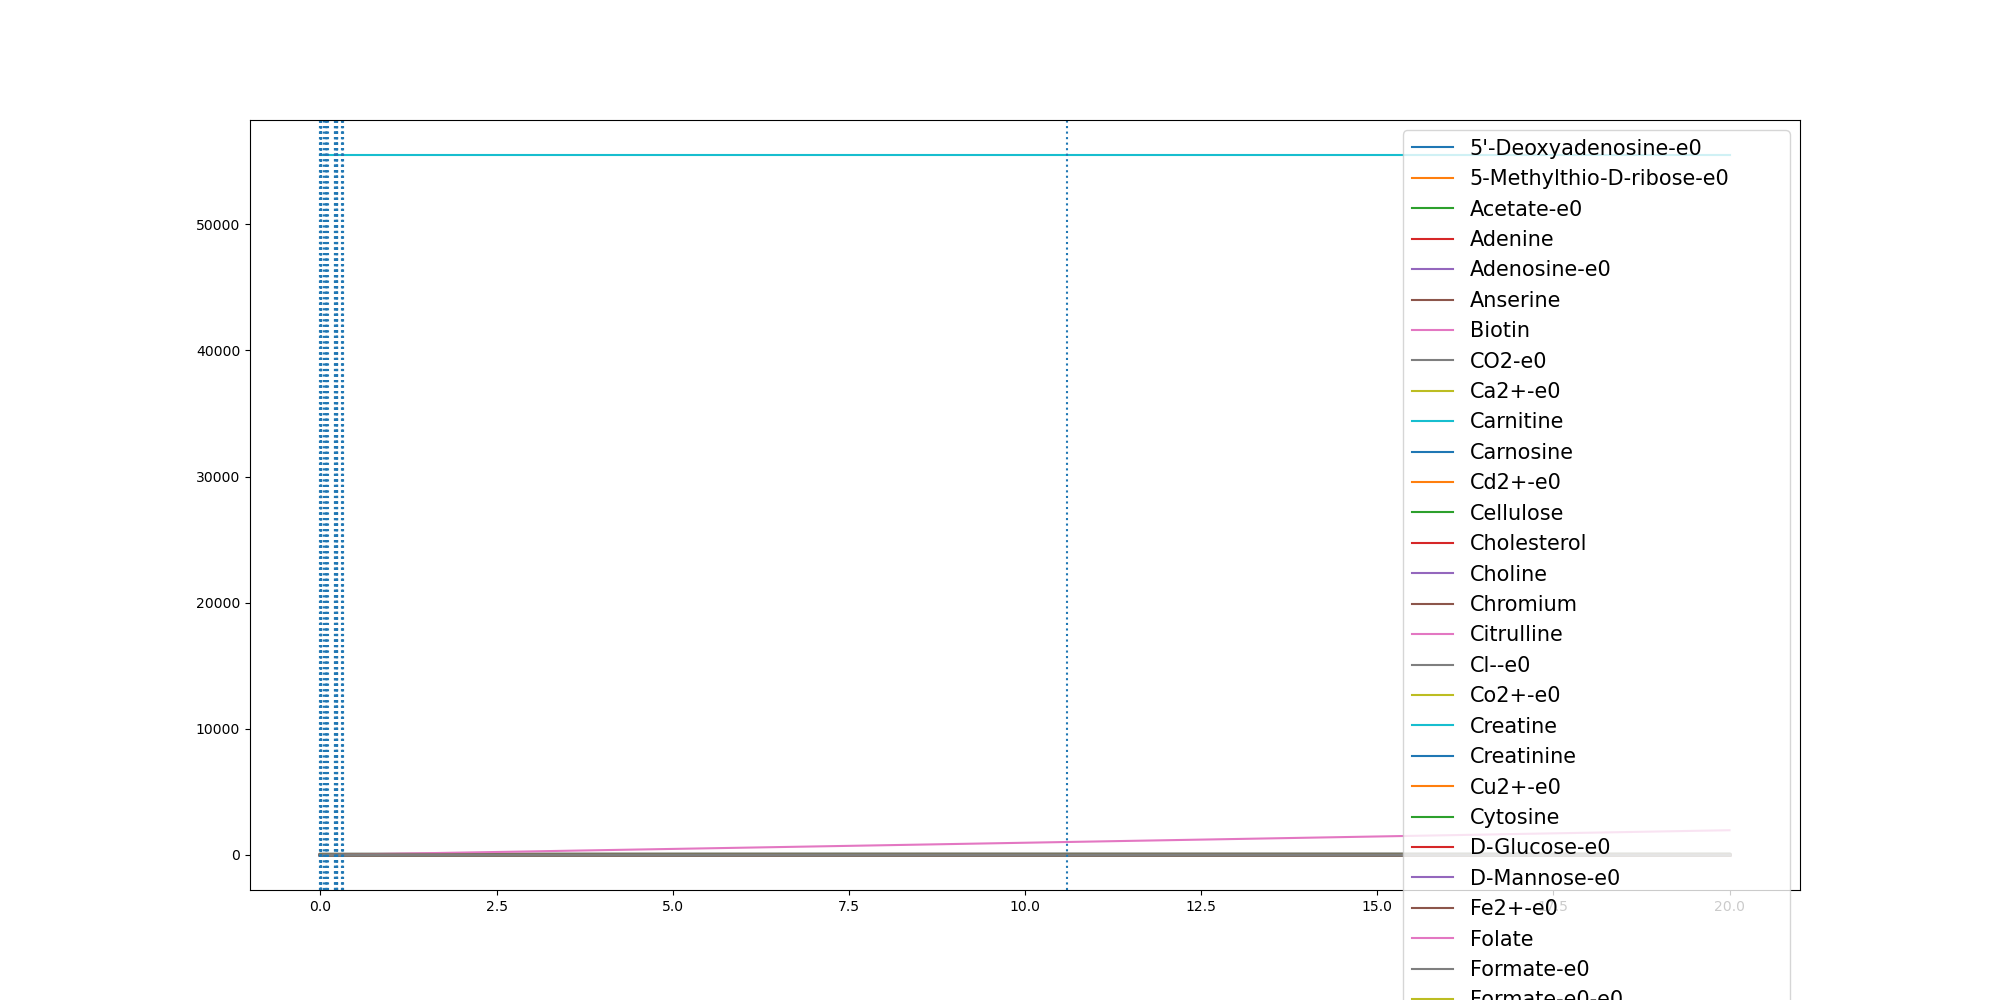 50000
40000
30000
20000
10000
0
0.0 2.5 5.0 7.5 10.0 12.5 15.0 20.0
5'-Deoxyadenosine-e0
5-Methylthio-D-ribose-e0
Acetate-e0
Adenine
Adenosine-e0
Anserine
Biotin
CO2-e0
Ca2+-e0
Carnitine
Carnosine
Cd2+-e0
Cellulose
Cholesterol
Choline
Chromium
Citrulline
Cl--e0
Co2+-e0
Creatine
Creatinine
Cu2+-e0
Cytosine
D-Glucose-e0
D-Mannose-e0
Fe2+-e0
Folate
Formate-e0
Formate-e0-e0